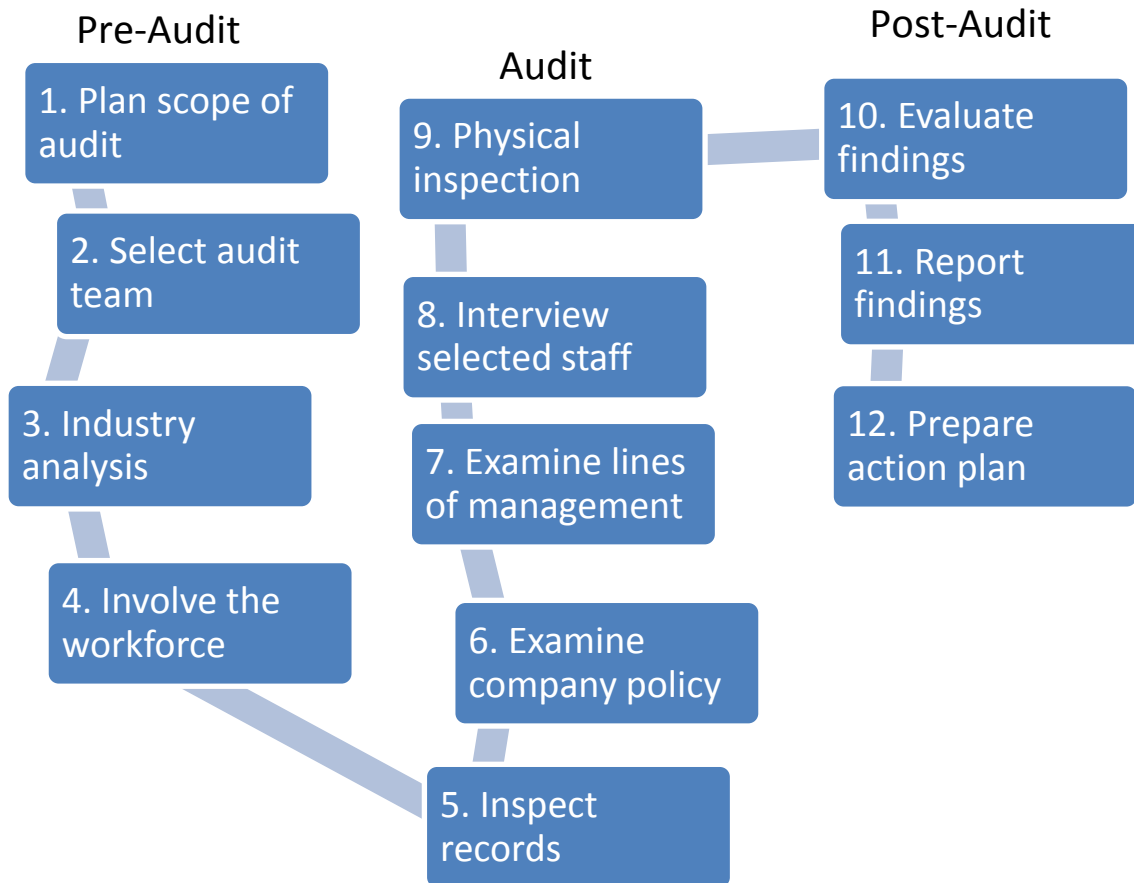 Pre-Audit
1. Plan scope of
audit
2. Select audit
team
3. Industry
analysis
4. Involve the
workforce
Audit
9. Physical
inspection
8. Interview
selected staff
7. Examine lines
of management
6. Examine
company policy
5. Inspect
records
Post-Audit
10. Evaluate
findings
11. Report
findings
12. Prepare
action plan